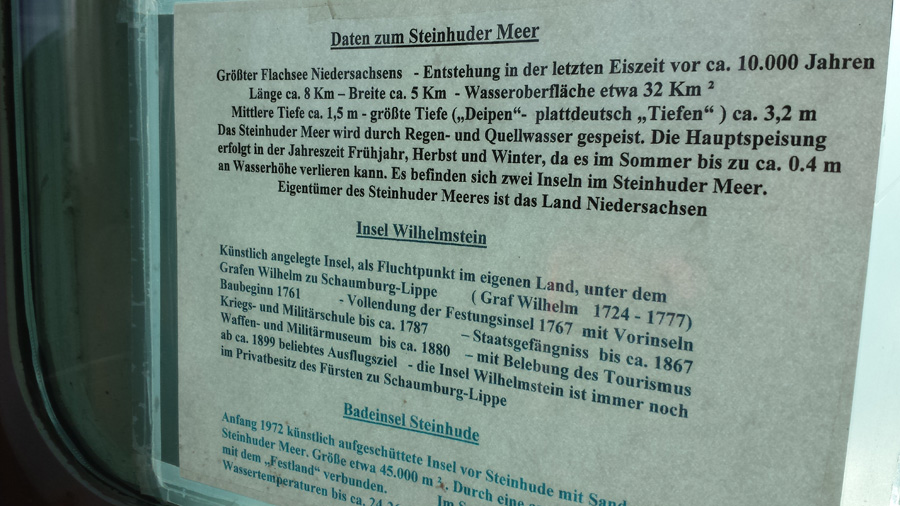 Daten zum Steinhuder Meer
Größter Flachsee Niedersachsens - Entstehung in der letzten Eiszeit vor ca. 10.000 Jahren
Länge ca. 8 Km – Breite ca. 5 Km - Wasseroberfläche etwa 32 Km ²
Mittlere Tiefe ca. 1,5 m - größte Tiefe („Deipen“- plattdeutsch „Tiefen“ ) ca. 3,2 m
Das Steinhuder Meer wird durch Regen- und Quellwasser gespeist. Die Hauptspeisung
erfolgt in der Jahreszeit Frühjahr, Herbst und Winter, da es im Sommer bis zu ca. 0.4 m
an Wasserhöhe verlieren kann. Es befinden sich zwei Inseln im Steinhuder Meer.
Eigentümer des Steinhuder Meeres ist das Land Niedersachsen
Insel Wilhelmstein
Künstlich angelegte Insel, als Fluchtpunkt im eigenen Land, unter dem
Grafen Wilhelm zu Schaumburg-Lippe ( Graf Wilhelm 1724 - 1777)
Baubeginn 1761 - Vollendung der Festungsinsel 1767 mit Vorinseln
Kriegs- und Militärschule bis ca. 1787 – Staatsgefängniss bis ca. 1867
Waffen- und Militärmuseum bis ca. 1880 – mit Belebung des Tourismus
ab ca. 1899 beliebtes Ausflugsziel - die Insel Wilhelmstein ist immer noch
im Privatbesitz des Fürsten zu Schaumburg-Lippe
Badeinsel Steinhude
Anfang 1972 künstlich aufgeschüttete Insel vor Steinhude mit Sand
Steinhuder Meer. Größe etwa 45.000 m ². Durch eine
mit dem „Festland“ verbunden. Im
Wassertemperaturen bis ca.